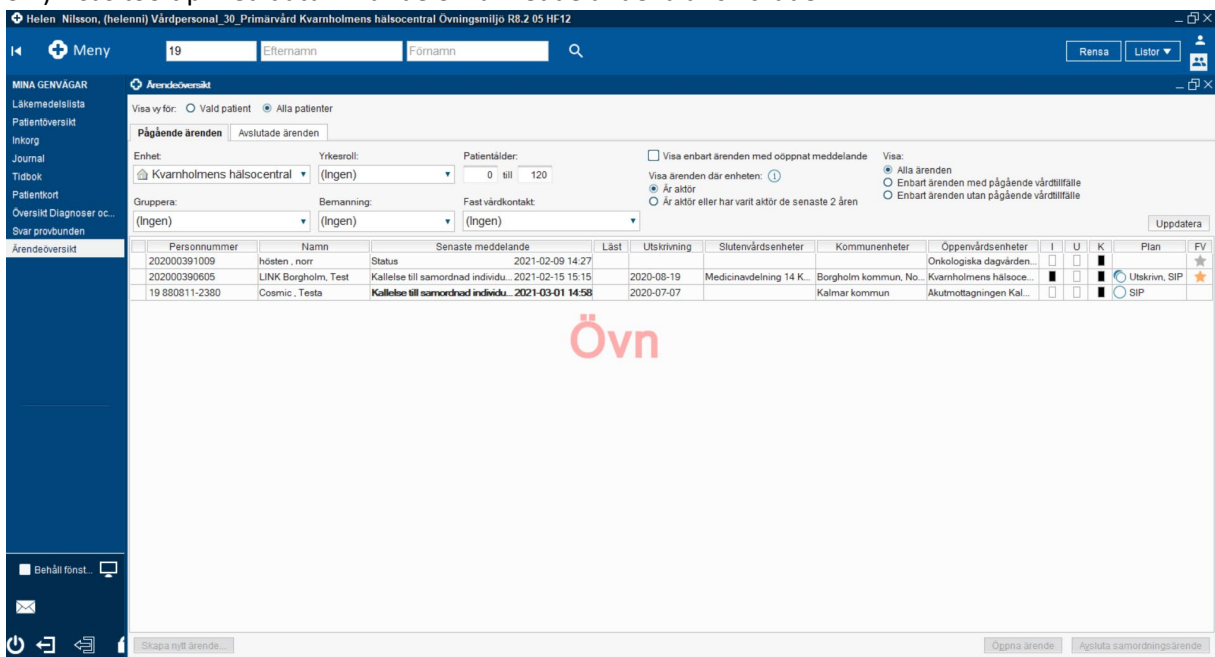 Helen Nilsson, (helenni) Vårdpersonal_30_Primärvård Kvarnholmens hälsocentral Övningsmiljö R8.2 05 HF12
Meny 19 Efternamn Förnamn Rensa Listor
MINA GENVÄGAR
Läkemedelslista
Patientöversikt
Inkorg
Journal
Tidbok
Patientkort
Översikt Diagnoser oc...
Svar provbunden
Ärendeöversikt
Ärendeöversikt
Visa vy för: Vald patient Alla patienter
Pågående ärenden Avslutade ärenden
Enhet: Yrkesroll: Patientålder:
Kvarnholmens hälsocentral (Ingen) 0 till 120
Gruppera: Bemanning: Fast vårdkontakt:
(Ingen) (Ingen) (Ingen)
Visa enbart ärenden med oöppnat meddelande
Visa ärenden där enheten:
Är aktör
Är aktör eller har varit aktör de senaste 2 åren
Visa:
Alla ärenden
Enbart ärenden med pågående vårdtillfälle
Enbart ärenden utan pågående vårdtillfälle
Uppdatera
Personnummer Namn Senaste meddelande Läst Utskrivning Slutenvårdsenheter Kommunenheter Öppenvårdsenheter I U K Plan FV
202000391009 hösten , norr Status 2021-02-09 14:27 Onkologiska dagvården...
202000390605 LINK Borgholm, Test Kallelse till samordnad individu... 2021-02-15 15:15 2020-08-19 Medicinavdelning 14 K... Borgholm kommun, No... Kvarnholmens hälsoce... Utskrivn, SIP
19 880811-2380 Cosmic , Testa Kallelse till samordnad individu... 2021-03-01 14:58 2020-07-07 Kalmar kommun Akutmottagningen Kal... SIP
Övn
Behåll fönst...
Skapa nytt ärende... Öppna ärende Avsluta samordningsärende